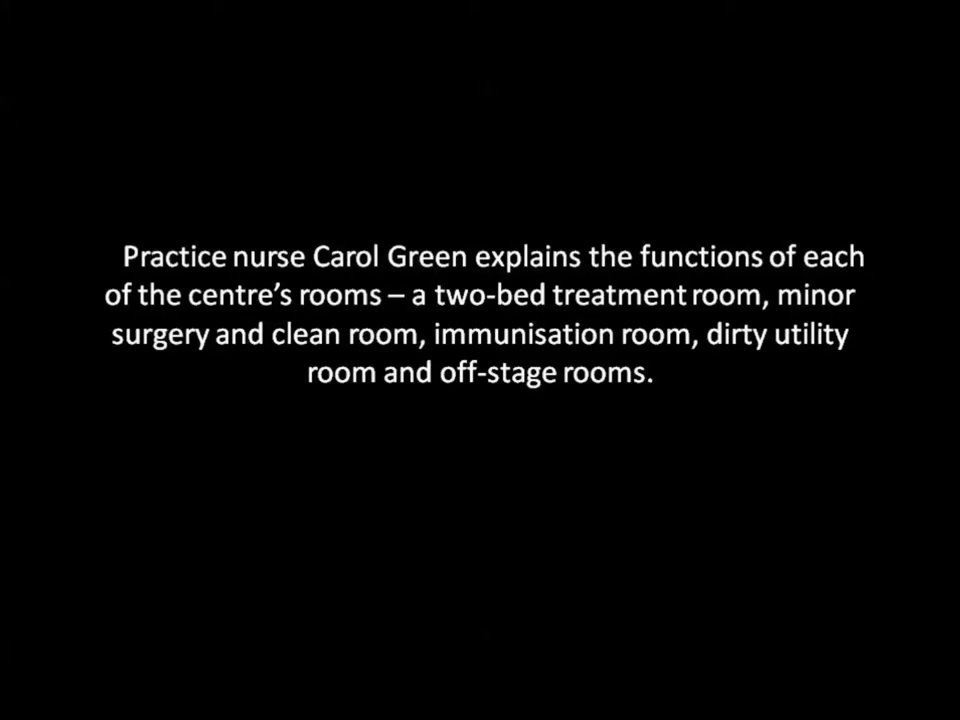 Practice nurse Carol Green explains the functions of each
of the centre’s rooms – a two-bed treatment room, minor
surgery and clean room, immunisation room, dirty utility
room and off-stage rooms.